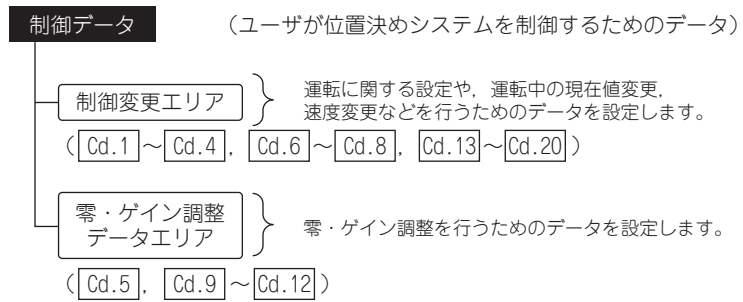 制御データ （ユーザが位置決めシステムを制御するためのデータ）
制御変更エリア
運転に関する設定や，運転中の現在値変更，
速度変更などを行うためのデータを設定します。
（Cd.1～Cd.4，Cd.6～Cd.8，Cd.13～Cd.20）
零・ゲイン調整
データエリア
零・ゲイン調整を行うためのデータを設定します。
（Cd.5，Cd.9～Cd.12）